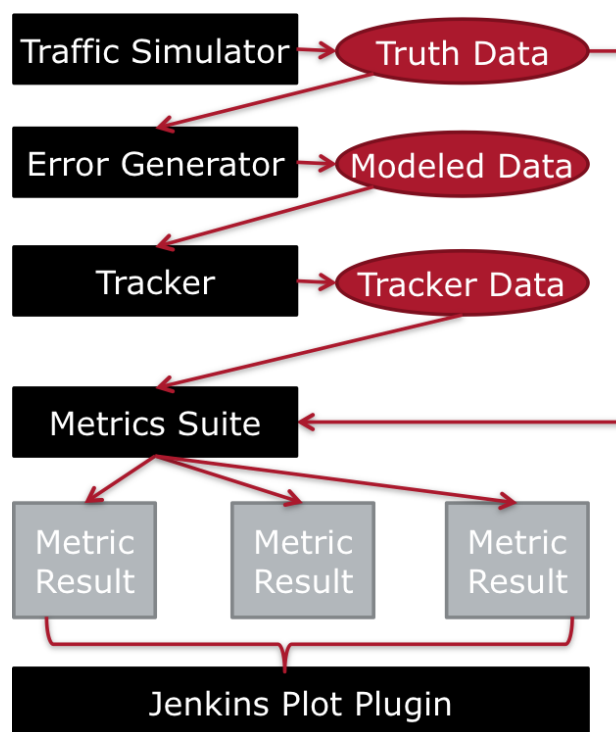 Traffic Simulator
Truth Data
Error Generator
Modeled Data
Tracker
Tracker Data
Metrics Suite
Metric
Result
Metric
Result
Metric
Result
Jenkins Plot Plugin